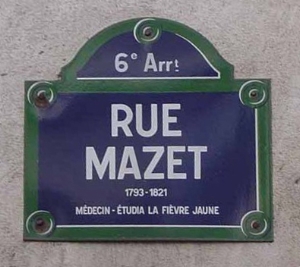 6e Arrt
RUE
MAZET
1793-1821
MÉDECIN - ÉTUDIA LA FIÈVRE JAUNE